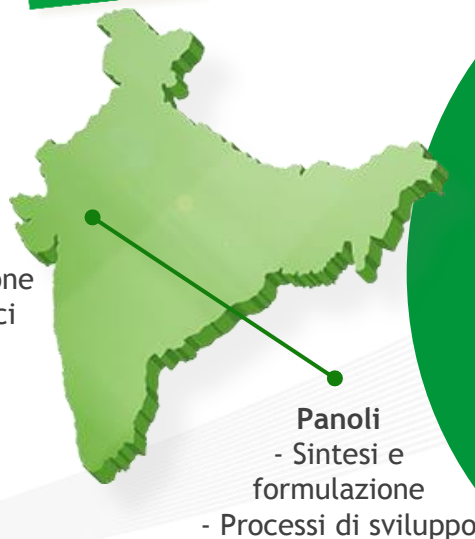 Panoli
- Sintesi e
formulazione
- Processi di sviluppo